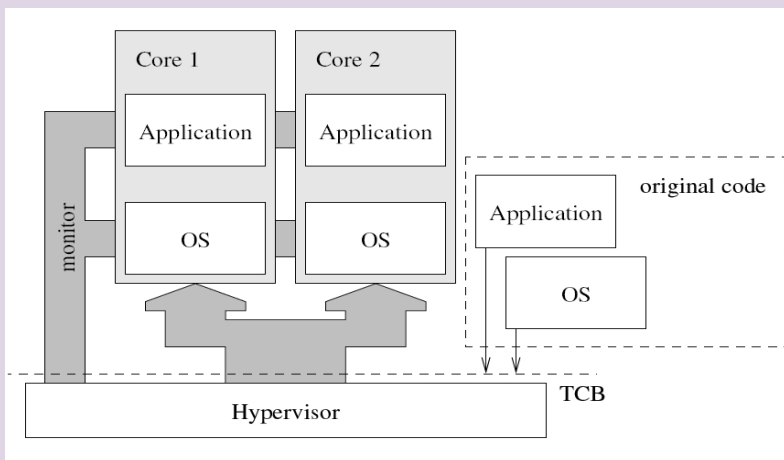 Core 1
Core 2
Application
Application
original code
Application
monitor
OS
OS
OS
TCB
Hypervisor